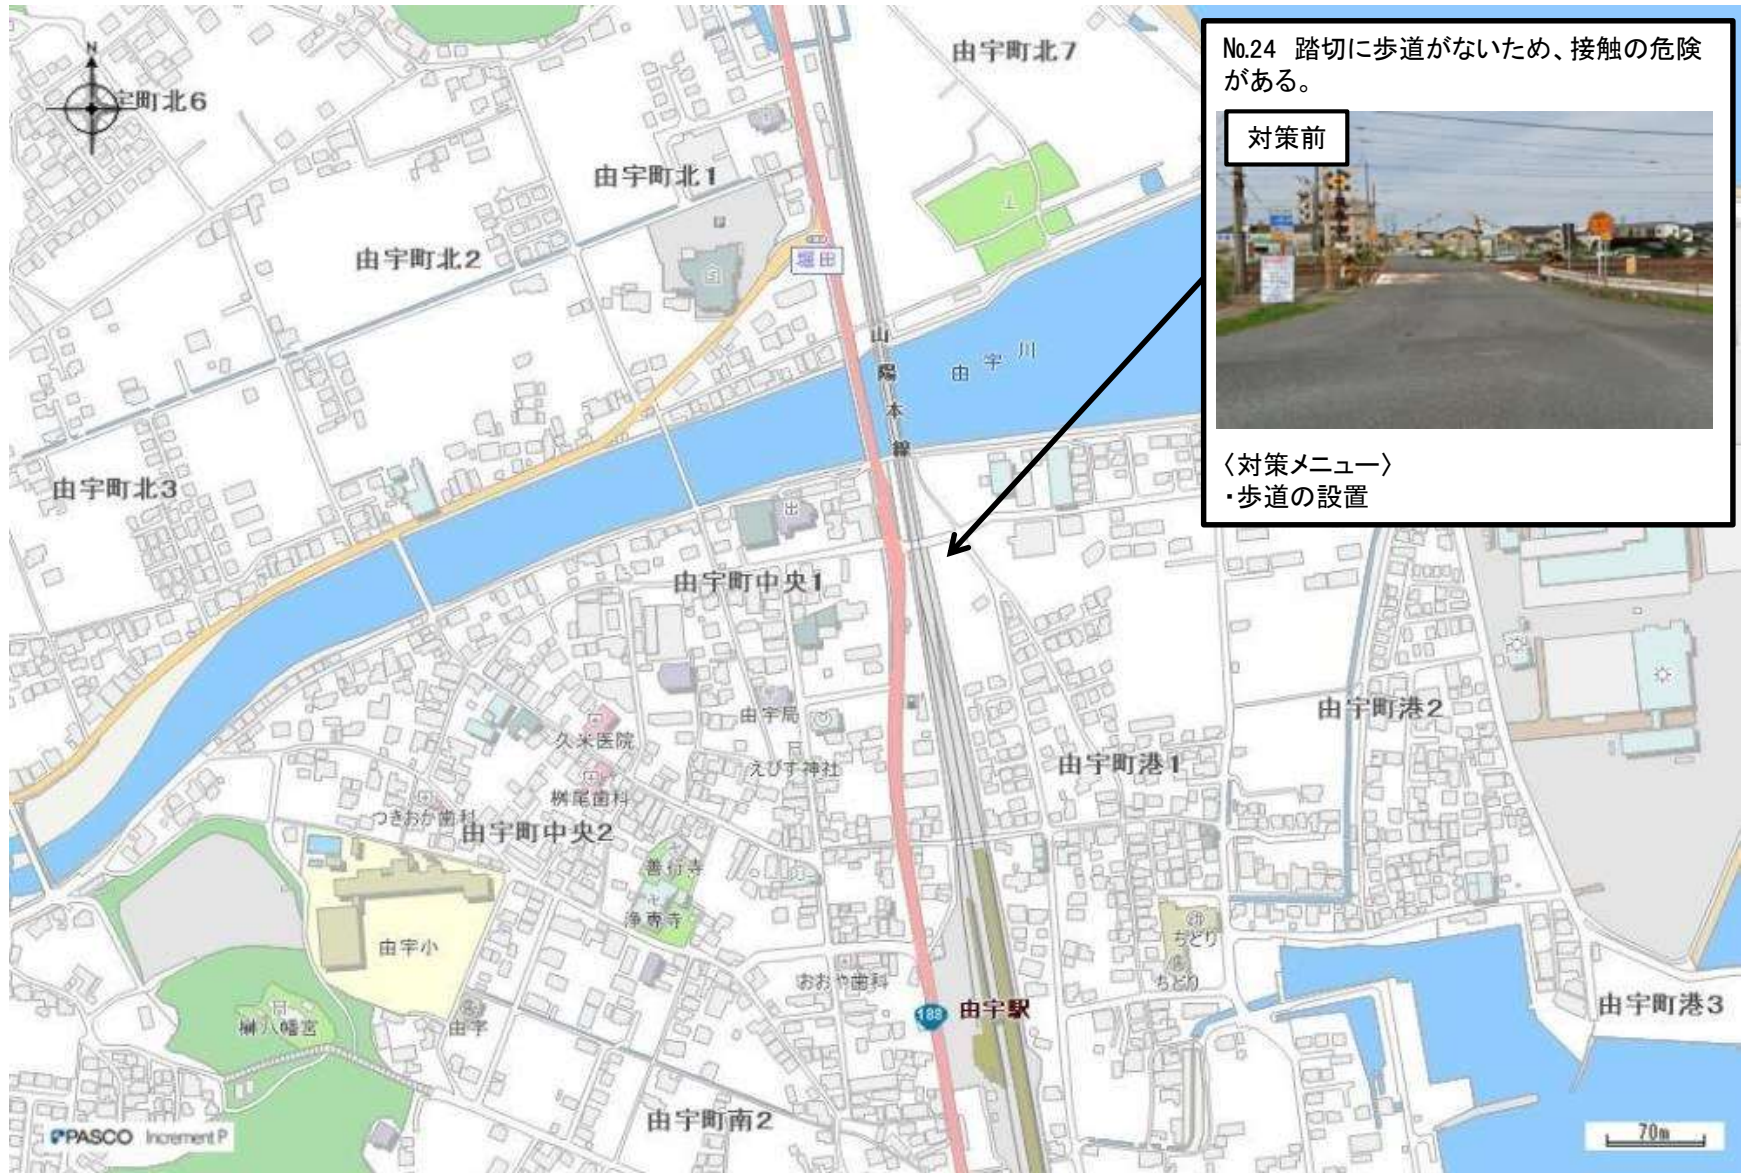 N
由宇町北7
宇町北6
由宇町北1
由宇町北2
堀田
山陽本線
由宇川
由宇町北3
由宇町中央1
由宇局
久米医院
えびす神社
桝尾歯科
つきおか歯科
由宇町中央2
由宇町港1
由宇町港2
善行寺
浄専寺
由宇小
ちどり
ちどり
おおや歯科
188
由宇駅
由宇町港3
榊八幡宮
由宇
由宇町南2
PASCO Increment P
70m
No.24 踏切に歩道がないため、接触の危険
がある。
対策前
〈対策メニュー〉
・歩道の設置